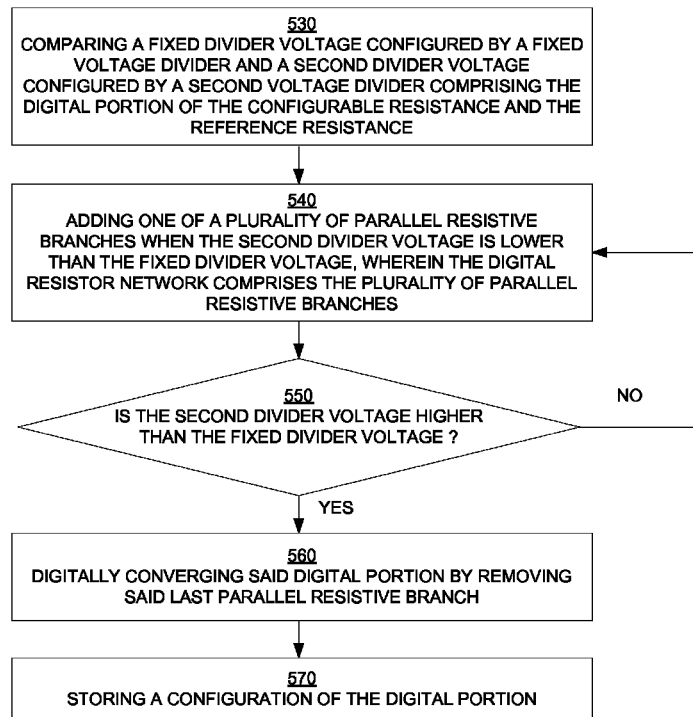 530
COMPARING A FIXED DIVIDER VOLTAGE CONFIGURED BY A FIXED
VOLTAGE DIVIDER AND A SECOND DIVIDER VOLTAGE
CONFIGURED BY A SECOND VOLTAGE DIVIDER COMPRISING THE
DIGITAL PORTION OF THE CONFIGURABLE RESISTANCE AND THE
REFERENCE RESISTANCE
540
ADDING ONE OF A PLURALITY OF PARALLEL RESISTIVE
BRANCHES WHEN THE SECOND DIVIDER VOLTAGE IS LOWER
THAN THE FIXED DIVIDER VOLTAGE, WHEREIN THE DIGITAL
RESISTOR NETWORK COMPRISES THE PLURALITY OF PARALLEL
RESISTIVE BRANCHES
550
IS THE SECOND DIVIDER VOLTAGE HIGHER
THAN THE FIXED DIVIDER VOLTAGE ?
NO
YES
560
DIGITALLY CONVERGING SAID DIGITAL PORTION BY REMOVING
SAID LAST PARALLEL RESISTIVE BRANCH
570
STORING A CONFIGURATION OF THE DIGITAL PORTION